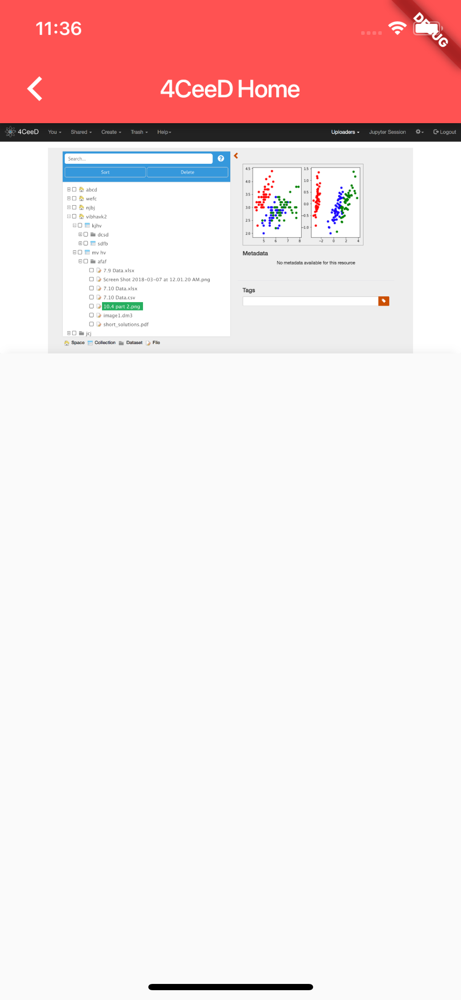 11:36
DEBUG
4CeeD Home
4CeeD You Shared Create Trash Help Uploaders Jupyter Session Logout
Search...
Sort Delete
abcd
wefc
njbj
vibhavk2
kjhv
dcsd
sdfb
mv hv
afaf
7.9 Data.xlsx
Screen Shot 2018-03-07 at 12.01.20 AM.png
7.10 Data.xlsx
7.10 Data.csv
10.4 part 2.png
image1.dm3
short_solutions.pdf
jcj
Space Collection Dataset File
4.5
4.0
3.5
3.0
2.5
2.0
5 6 7 8
1.5
1.0
0.5
0.0
−0.5
−1.0
−2 0 2 4
Metadata
No metadata available for this resource
Tags